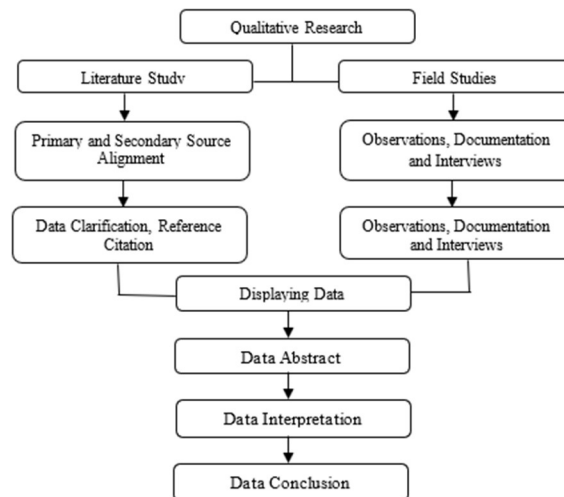 Qualitative Research
Literature Study
Field Studies
Primary and Secondary Source
Alignment
Observations, Documentation
and Interviews
Data Clarification, Reference
Citation
Observations, Documentation
and Interviews
Displaying Data
Data Abstract
Data Interpretation
Data Conclusion